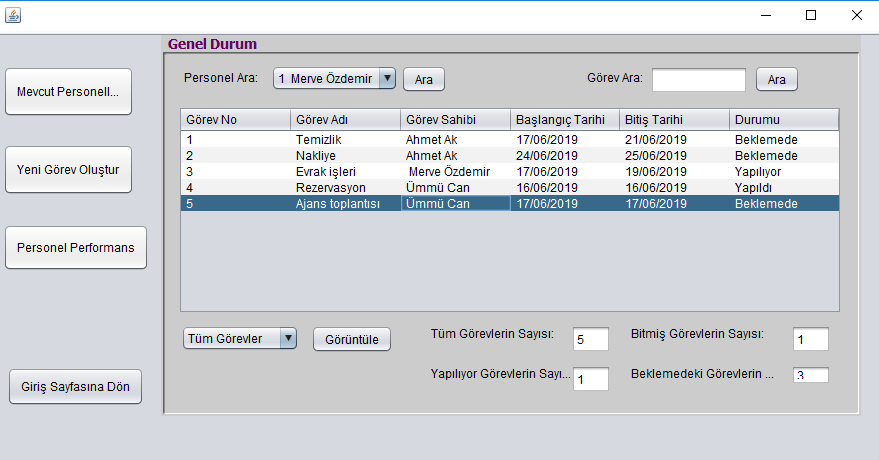 Genel Durum
Mevcut Personell...
Yeni Görev Oluştur
Personel Performans
Giriş Sayfasına Dön
Personel Ara: 1 Merve Özdemir Ara Görev Ara: Ara
Görev No Görev Adı Görev Sahibi Başlangıç Tarihi Bitiş Tarihi Durumu
1 Temizlik Ahmet Ak 17/06/2019 21/06/2019 Beklemede
2 Nakliye Ahmet Ak 24/06/2019 25/06/2019 Beklemede
3 Evrak işleri Merve Özdemir 17/06/2019 19/06/2019 Yapılıyor
4 Rezervasyon Ümmü Can 16/06/2019 16/06/2019 Yapıldı
5 Ajans toplantısı Ümmü Can 17/06/2019 17/06/2019 Beklemede
Tüm Görevler Görüntüle Tüm Görevlerin Sayısı: 5 Bitmiş Görevlerin Sayısı: 1
Yapılıyor Görevlerin Sayı... 1 Beklemedeki Görevlerin ... 3